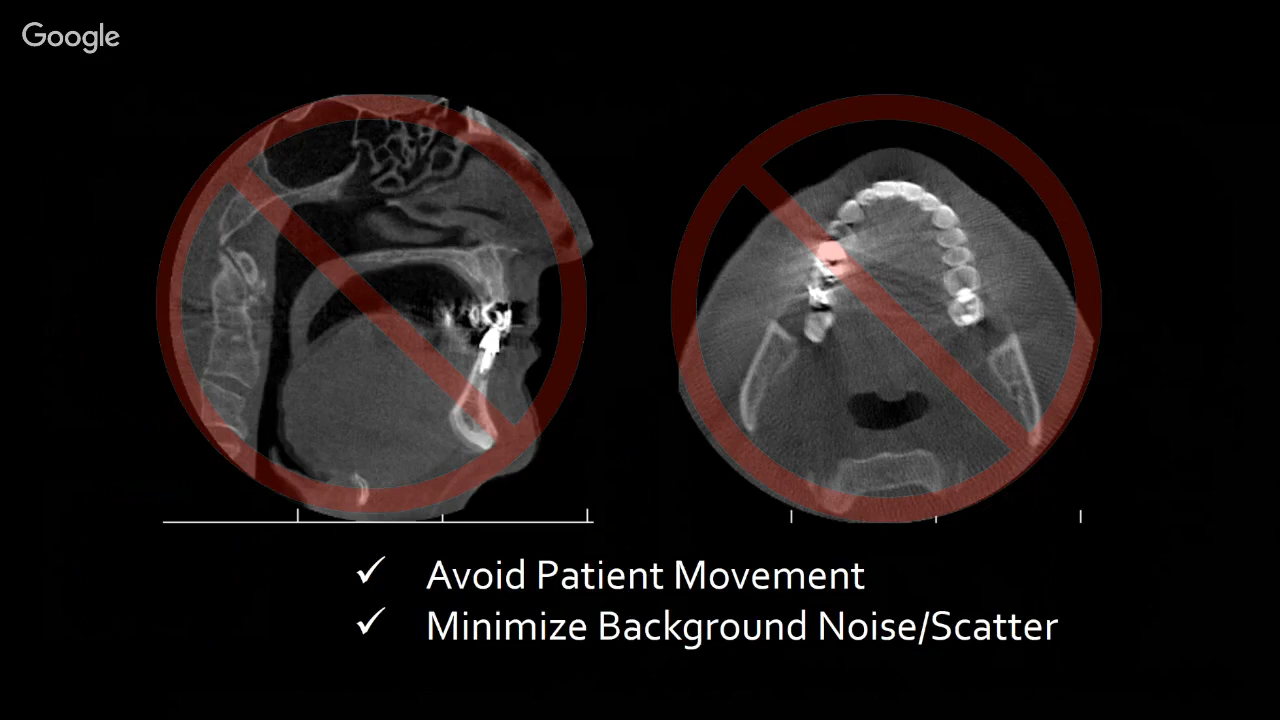 Google
✓ Avoid Patient Movement
✓ Minimize Background Noise/Scatter